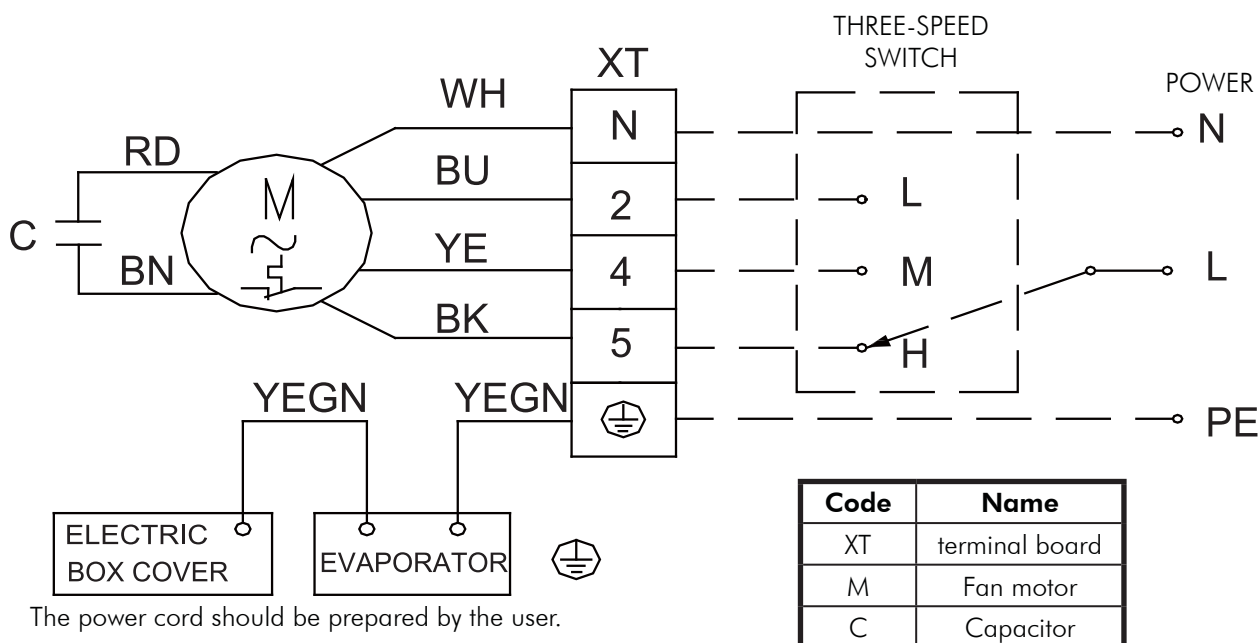 THREE-SPEED
SWITCH
POWER
XT
WH
N
N
RD
BU
2
L
C
M
YE
4
M
L
BN
BK
5
H
YEGN
YEGN
PE
ELECTRIC
BOX COVER
EVAPORATOR
The power cord should be prepared by the user.
Code Name
XT terminal board
M Fan motor
C Capacitor